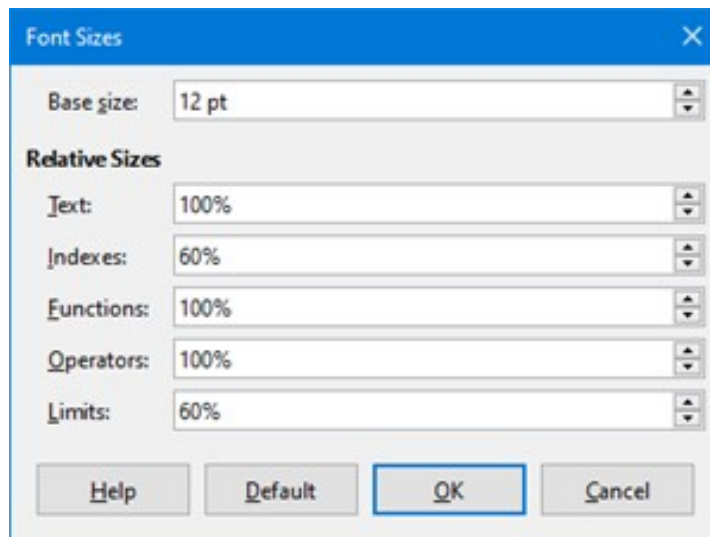 Font Sizes
Base size: 12 pt
Relative Sizes
Text: 100%
Indexes: 60%
Functions: 100%
Operators: 100%
Limits: 60%
Help Default OK Cancel